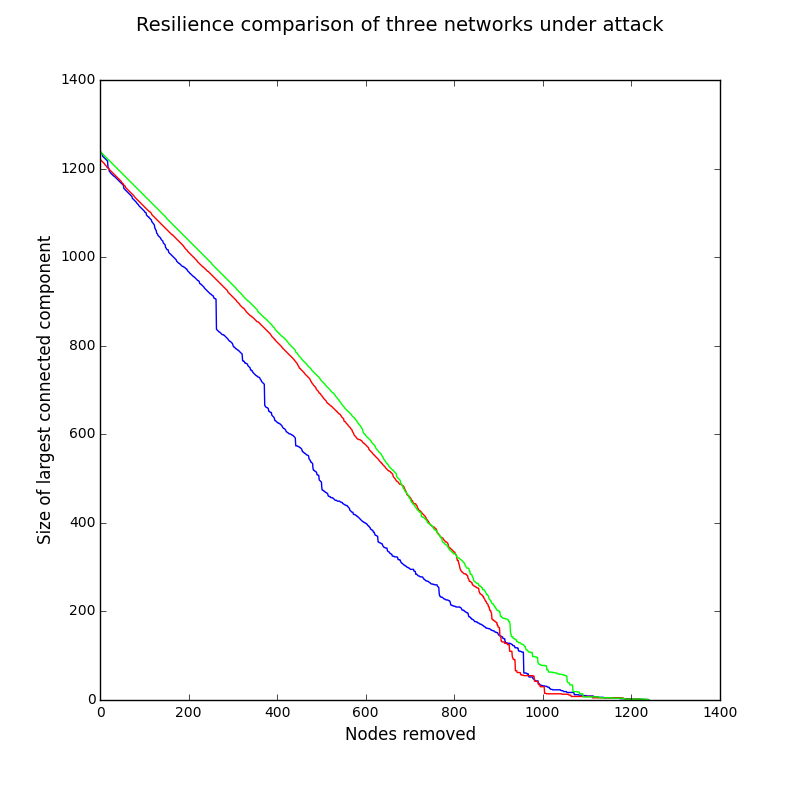 Resilience comparison of three networks under attack
1400
1200
1000
800
600
400
200
0
Size of largest connected component
0 200 400 600 800 1000 1200 1400
Nodes removed